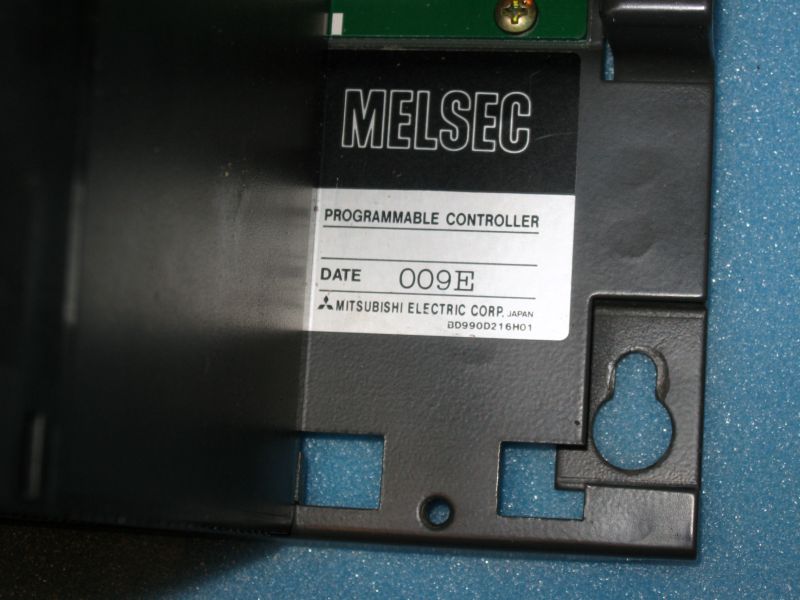 MELSEC
PROGRAMMABLE CONTROLLER
DATE 009E
MITSUBISHI ELECTRIC CORP. JAPAN
BD990D216H01